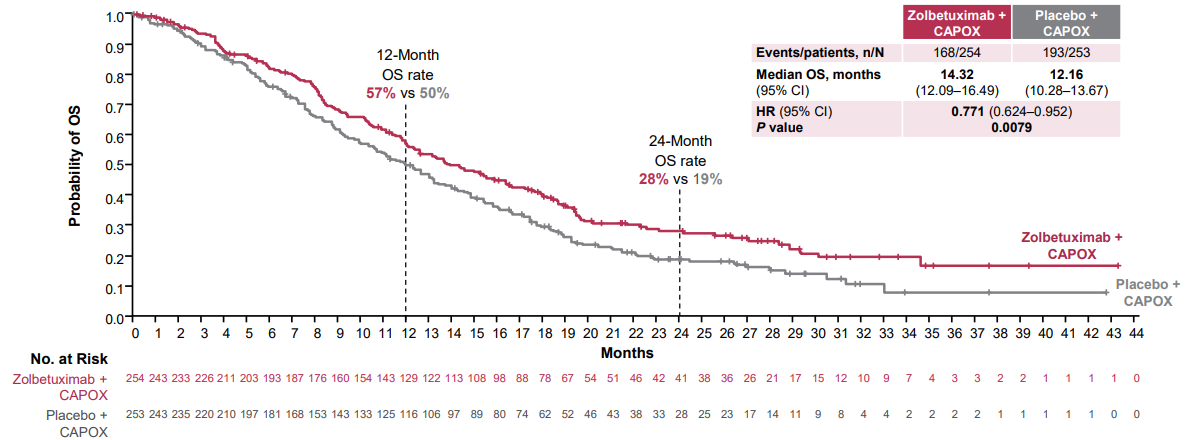 Zolbetuximab +
CAPOX
Placebo +
CAPOX
Events/patients, n/N 168/254 193/253
Median OS, months 14.32 12.16
(95% CI) (12.09–16.49) (10.28–13.67)
HR (95% CI) 0.771 (0.624–0.952)
P value 0.0079
Probability of OS
1.0
0.9
0.8
0.7
0.6
0.5
0.4
0.3
0.2
0.1
0.0
12-Month
OS rate
57% vs 50%
24-Month
OS rate
28% vs 19%
Zolbetuximab +
CAPOX
Placebo +
CAPOX
0 1 2 3 4 5 6 7 8 9 10 11 12 13 14 15 16 17 18 19 20 21 22 23 24 25 26 27 28 29 30 31 32 33 34 35 36 37 38 39 40 41 42 43 44
Months
No. at Risk
Zolbetuximab +
CAPOX
254 243 233 226 211 203 193 187 176 160 154 143 129 122 113 108 98 88 78 67 54 51 46 42 41 38 36 26 21 17 15 12 10 9 7 4 3 3 2 2 1 1 1 1 0
Placebo +
CAPOX
253 243 235 220 210 197 181 168 153 143 133 125 116 106 97 89 80 74 62 52 46 43 38 33 28 25 23 17 14 11 9 8 4 4 2 2 2 2 1 1 1 1 1 0 0